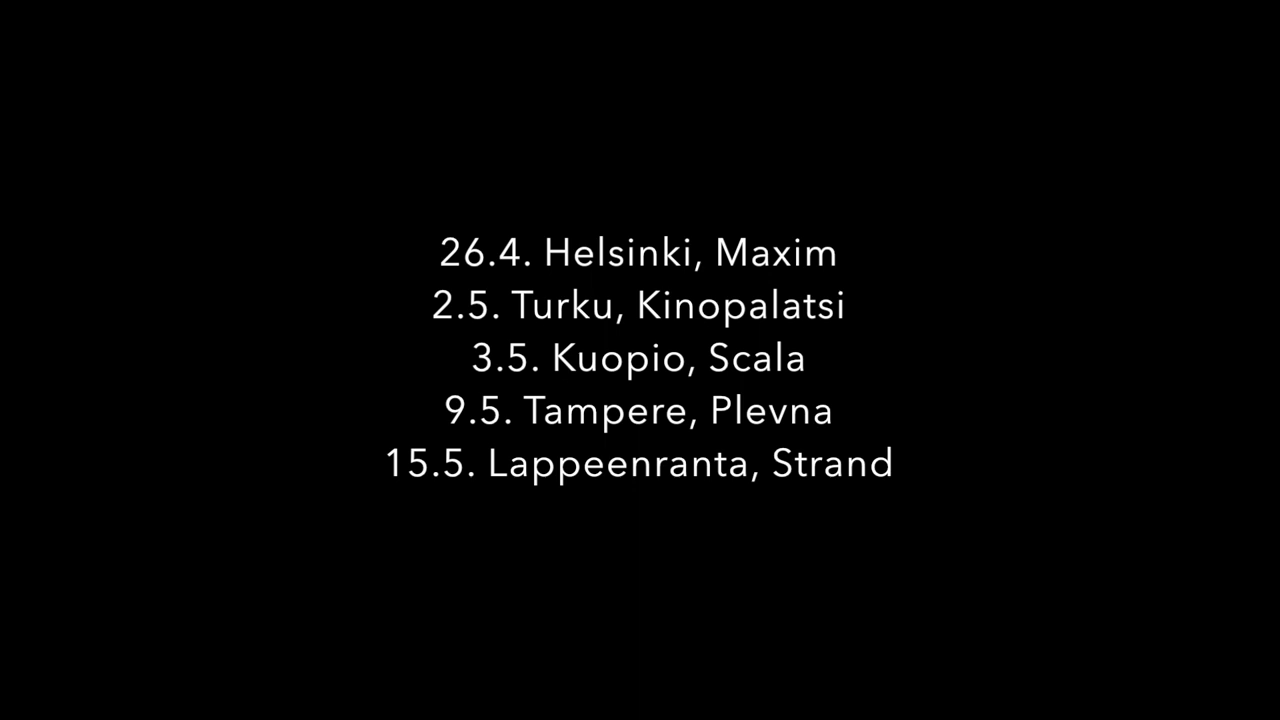 26.4. Helsinki, Maxim
2.5. Turku, Kinopalatsi
3.5. Kuopio, Scala
9.5. Tampere, Plevna
15.5. Lappeenranta, Strand